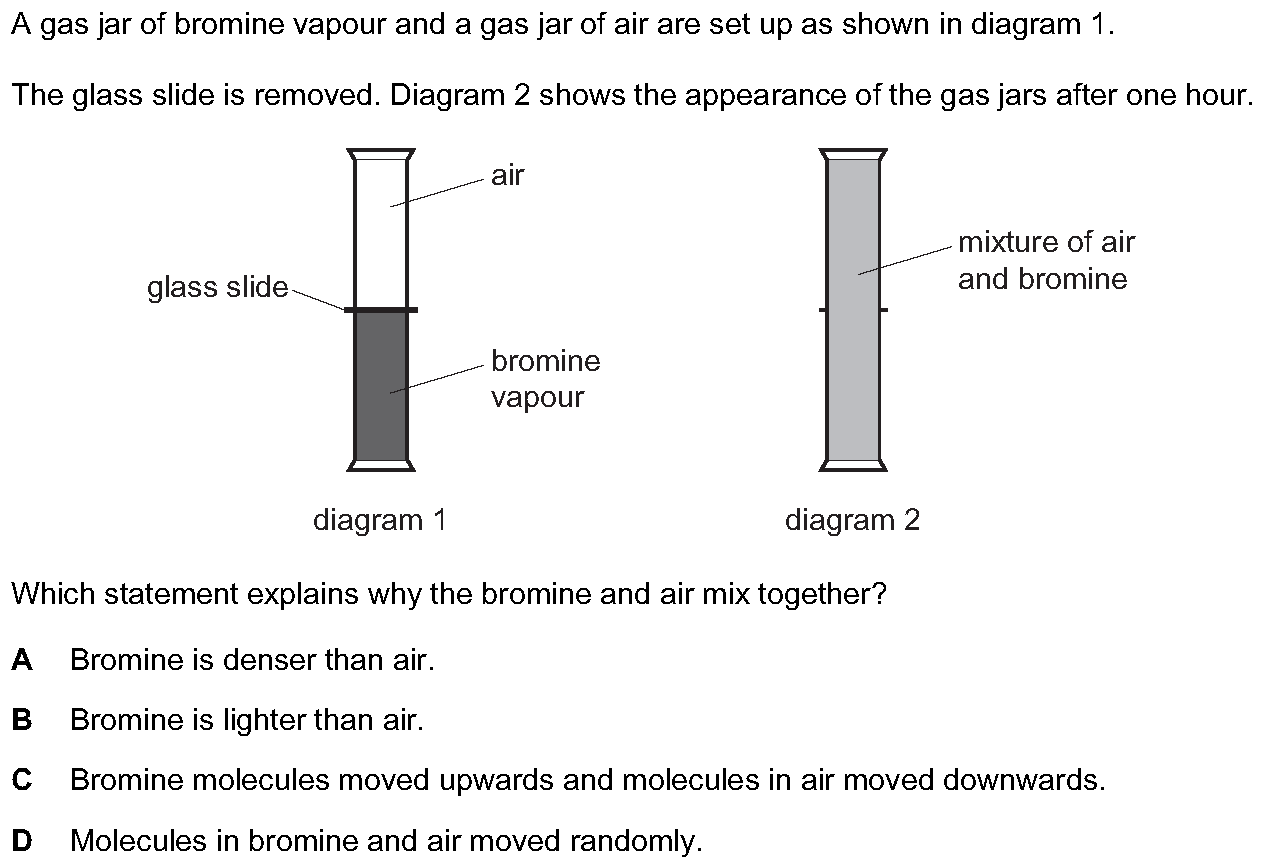 A gas jar of bromine vapour and a gas jar of air are set up as shown in diagram 1.
The glass slide is removed. Diagram 2 shows the appearance of the gas jars after one hour.
air
glass slide
bromine
vapour
diagram 1
mixture of air
and bromine
diagram 2
Which statement explains why the bromine and air mix together?
A Bromine is denser than air.
B Bromine is lighter than air.
C Bromine molecules moved upwards and molecules in air moved downwards.
D Molecules in bromine and air moved randomly.